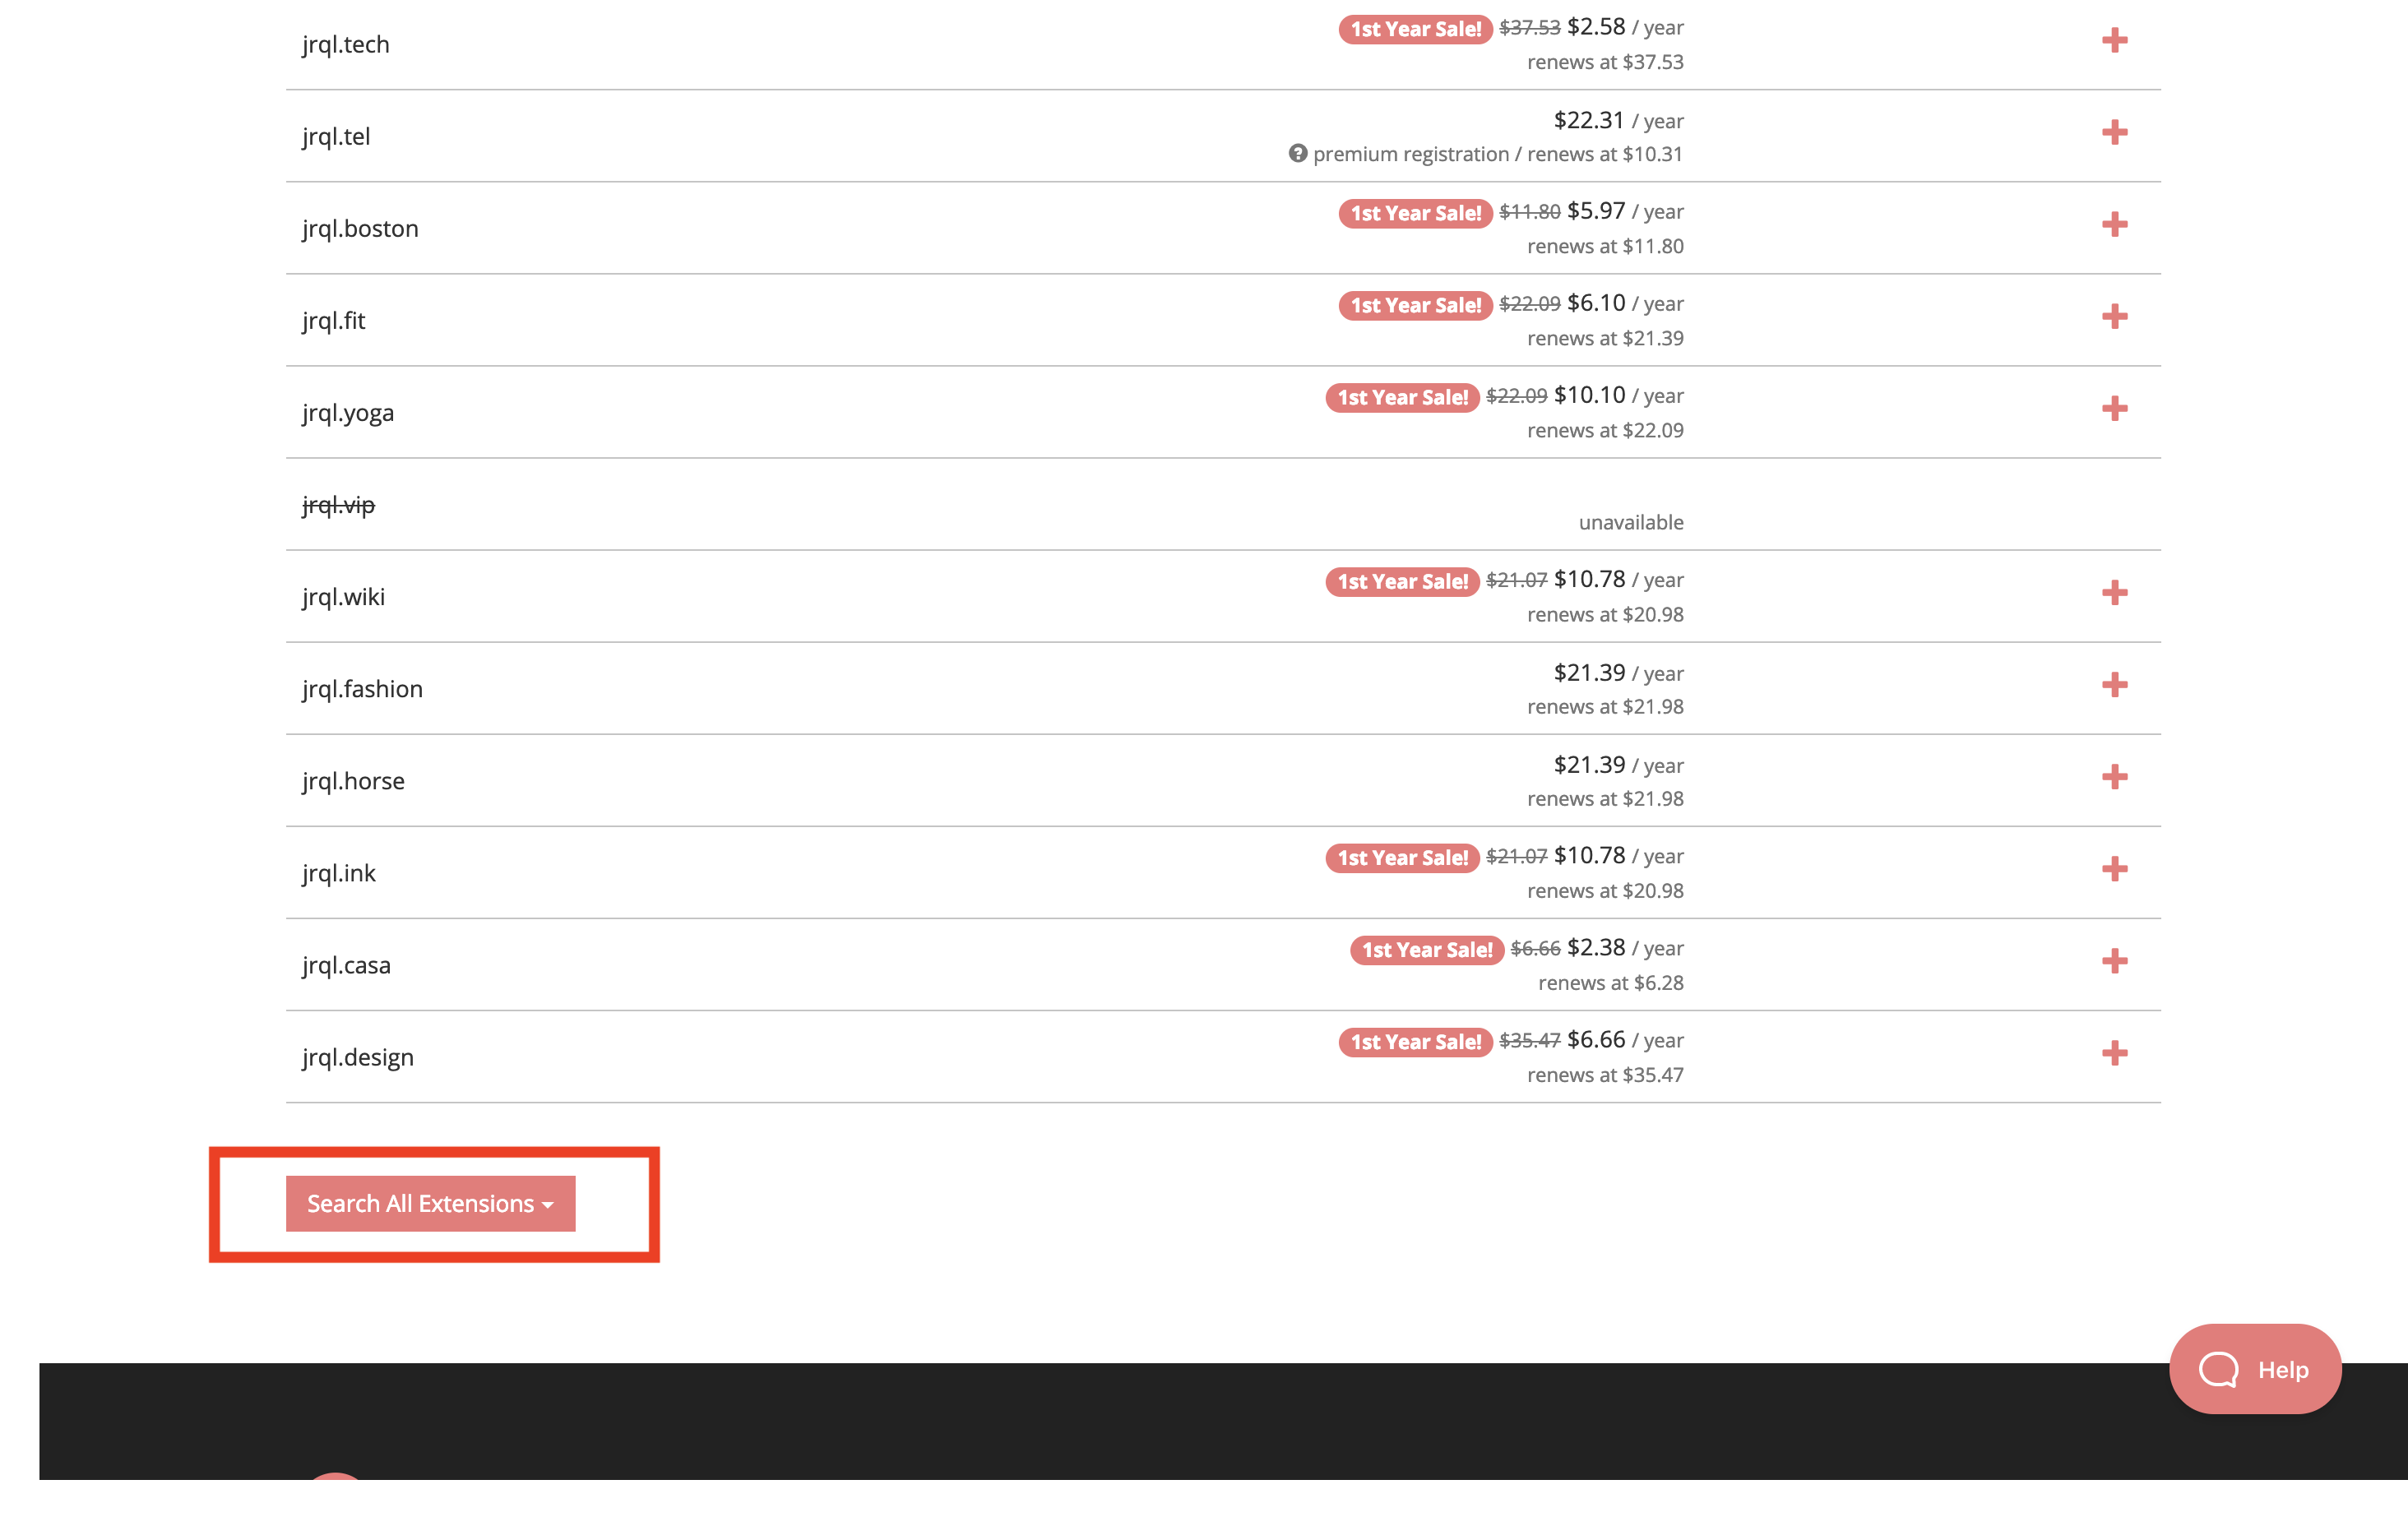 jrql.tech
1st Year Sale! $37.53 $2.58 / year
renews at $37.53
jrql.tel
$22.31 / year
? premium registration / renews at $10.31
jrql.boston
1st Year Sale! $11.80 $5.97 / year
renews at $11.80
jrql.fit
1st Year Sale! $22.09 $6.10 / year
renews at $21.39
jrql.yoga
1st Year Sale! $22.09 $10.10 / year
renews at $22.09
jrql.vip
unavailable
jrql.wiki
1st Year Sale! $21.07 $10.78 / year
renews at $20.98
jrql.fashion
$21.39 / year
renews at $21.98
jrql.horse
$21.39 / year
renews at $21.98
jrql.ink
1st Year Sale! $21.07 $10.78 / year
renews at $20.98
jrql.casa
1st Year Sale! $6.66 $2.38 / year
renews at $6.28
jrql.design
1st Year Sale! $35.47 $6.66 / year
renews at $35.47
Search All Extensions
Help